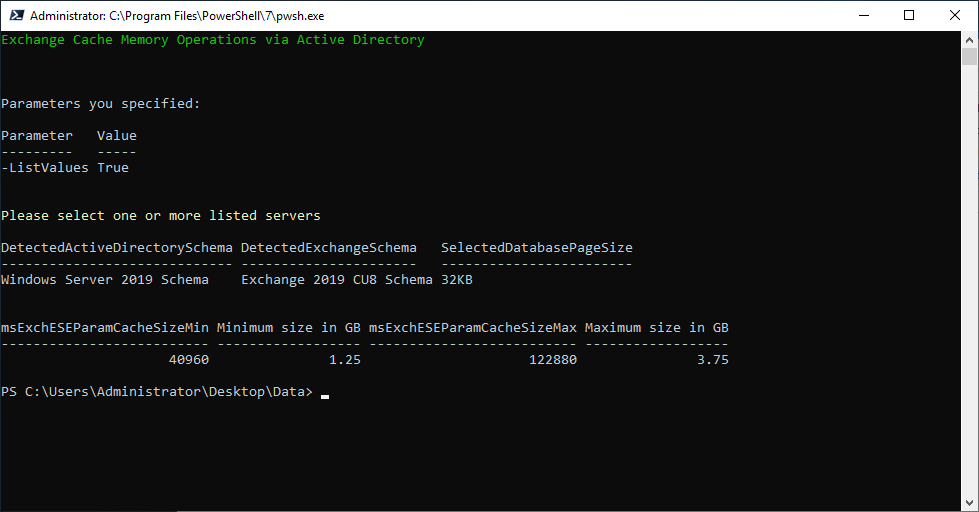 Administrator: C:\Program Files\PowerShell\7\pwsh.exe
Exchange Cache Memory Operations via Active Directory
Parameters you specified:
Parameter   Value
---------   -----
-ListValues True
Please select one or more listed servers
DetectedActiveDirectorySchema DetectedExchangeSchema   SelectedDatabasePageSize
----------------------------- ----------------------   ------------------------
Windows Server 2019 Schema    Exchange 2019 CU8 Schema 32KB
msExchESEParamCacheSizeMin Minimum size in GB msExchESEParamCacheSizeMax Maximum size in GB
-------------------------- ------------------ -------------------------- ------------------
                     40960               1.25                     122880               3.75
PS C:\Users\Administrator\Desktop\Data>